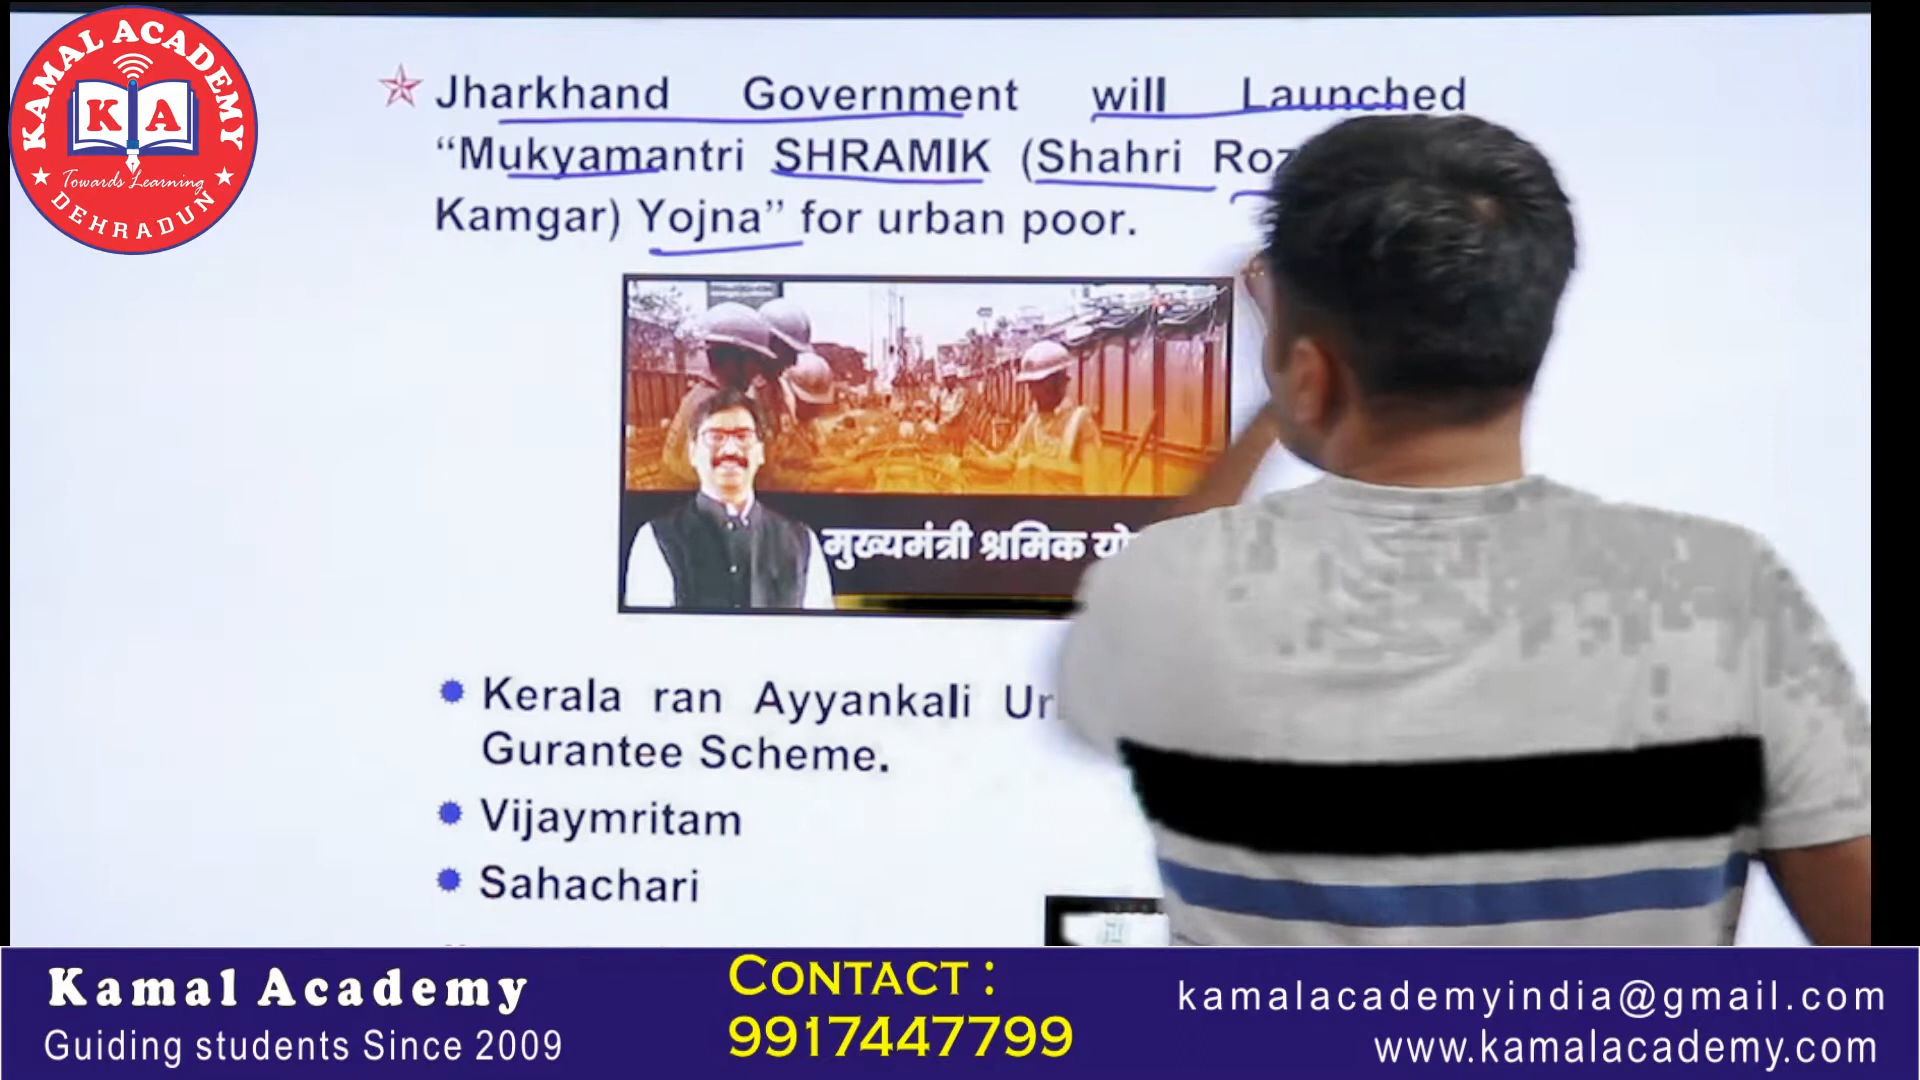 KAMAL ACADEMY
K A
Towards Learning
DEHRADUN
Jharkhand Government will Launched
“Mukyamantri SHRAMIK (Shahri
Kamgar) Yojna” for urban poor.
मुख्यमंत्री श्रमिक
Kerala ran Ayyankali
Gurantee Scheme.
Vijaymritam
Sahachari
Kamal Academy
Guiding students Since 2009
CONTACT :
9917447799
kamalacademyindia@gmail.com
www.kamalacademy.com